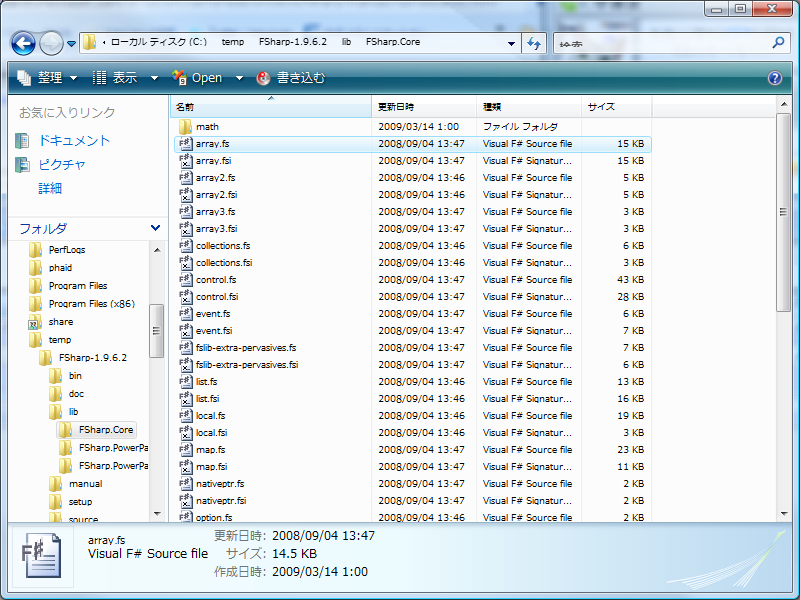 ローカル ディスク (C:) temp FSharp-1.9.6.2 lib FSharp.Core
検索
整理 表示 Open 書き込む
お気に入りリンク
ドキュメント
ピクチャ
詳細
フォルダ
PerfLogs
phaid
Program Files
Program Files (x86)
share
temp
FSharp-1.9.6.2
bin
doc
lib
FSharp.Core
FSharp.PowerPa
FSharp.PowerPa
manual
setup
source
名前 更新日時 種類 サイズ
math 2009/03/14 1:00 ファイル フォルダ
array.fs 2008/09/04 13:47 Visual F# Source file 15 KB
array.fsi 2008/09/04 13:47 Visual F# Signatur... 15 KB
array2.fs 2008/09/04 13:46 Visual F# Source file 5 KB
array2.fsi 2008/09/04 13:46 Visual F# Signatur... 5 KB
array3.fs 2008/09/04 13:46 Visual F# Source file 3 KB
array3.fsi 2008/09/04 13:47 Visual F# Signatur... 3 KB
collections.fs 2008/09/04 13:46 Visual F# Source file 6 KB
collections.fsi 2008/09/04 13:46 Visual F# Signatur... 3 KB
control.fs 2008/09/04 13:47 Visual F# Source file 43 KB
control.fsi 2008/09/04 13:47 Visual F# Signatur... 28 KB
event.fs 2008/09/04 13:47 Visual F# Source file 6 KB
event.fsi 2008/09/04 13:47 Visual F# Signatur... 7 KB
fslib-extra-pervasives.fs 2008/09/04 13:47 Visual F# Source file 7 KB
fslib-extra-pervasives.fsi 2008/09/04 13:47 Visual F# Signatur... 6 KB
list.fs 2008/09/04 13:46 Visual F# Source file 13 KB
list.fsi 2008/09/04 13:46 Visual F# Signatur... 16 KB
local.fs 2008/09/04 13:46 Visual F# Source file 19 KB
local.fsi 2008/09/04 13:46 Visual F# Signatur... 3 KB
map.fs 2008/09/04 13:46 Visual F# Source file 23 KB
map.fsi 2008/09/04 13:47 Visual F# Signatur... 11 KB
nativeptr.fs 2008/09/04 13:47 Visual F# Source file 2 KB
nativeptr.fsi 2008/09/04 13:47 Visual F# Signatur... 2 KB
option.fs 2008/09/04 13:46 Visual F# Source file 2 KB
array.fs 更新日時: 2008/09/04 13:47
Visual F# Source file サイズ: 14.5 KB
作成日時: 2009/03/14 1:00